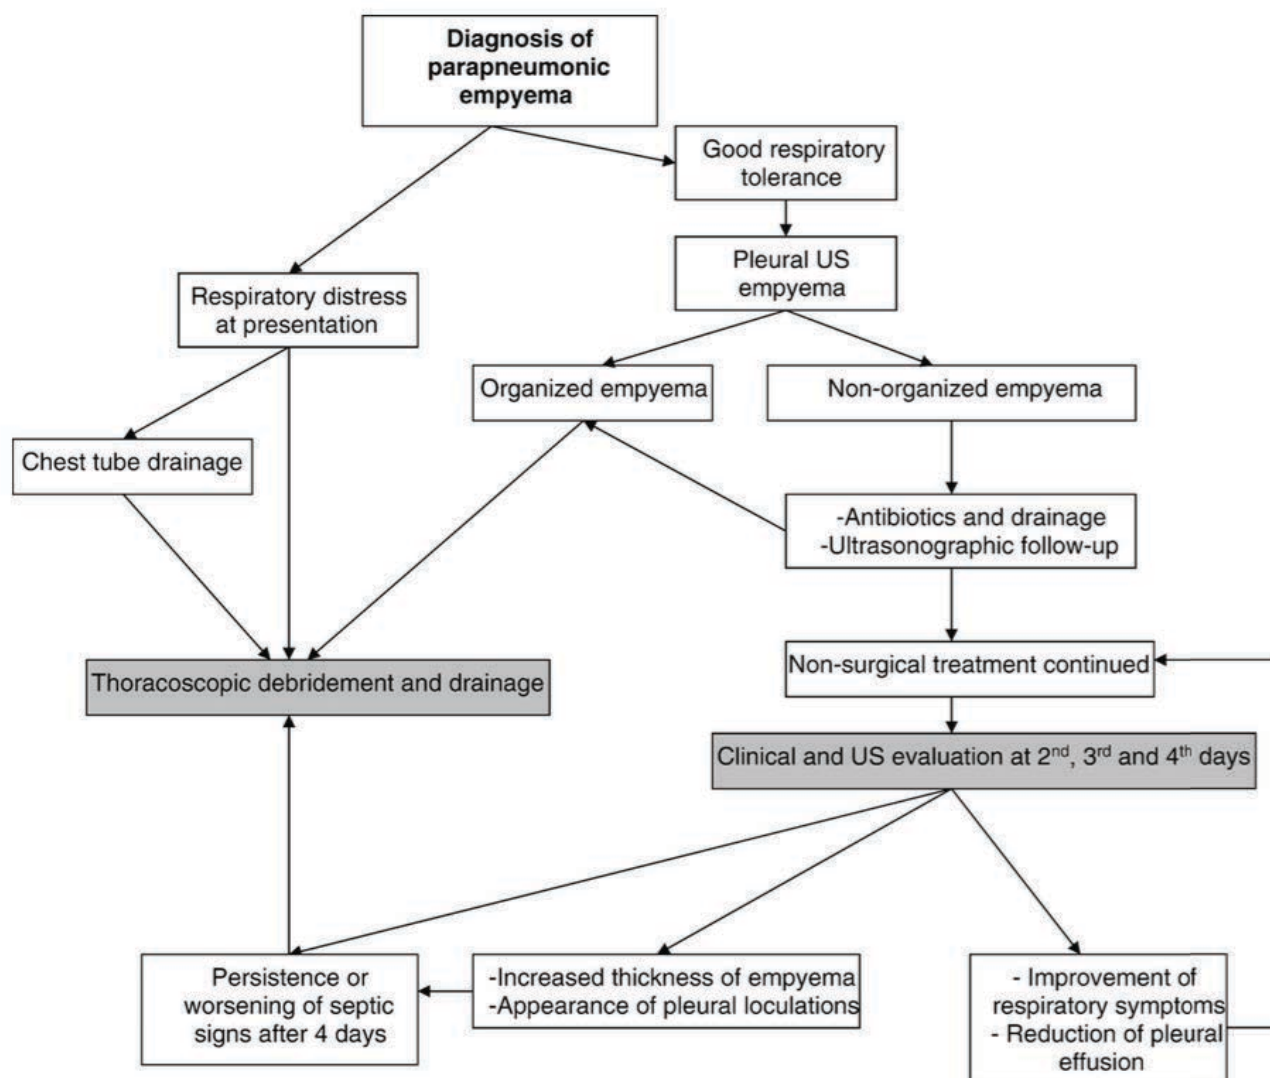 Diagnosis of
parapneumonic
empyema
Good respiratory
tolerance
Pleural US
empyema
Respiratory distress
at presentation
Organized empyema
Non-organized empyema
Chest tube drainage
-Antibiotics and drainage
-Ultrasonographic follow-up
Non-surgical treatment continued
Thoracoscopic debridement and drainage
Clinical and US evaluation at 2nd, 3rd and 4th days
Persistence or
worsening of septic
signs after 4 days
-Increased thickness of empyema
-Appearance of pleural loculations
- Improvement of
respiratory symptoms
- Reduction of pleural
effusion